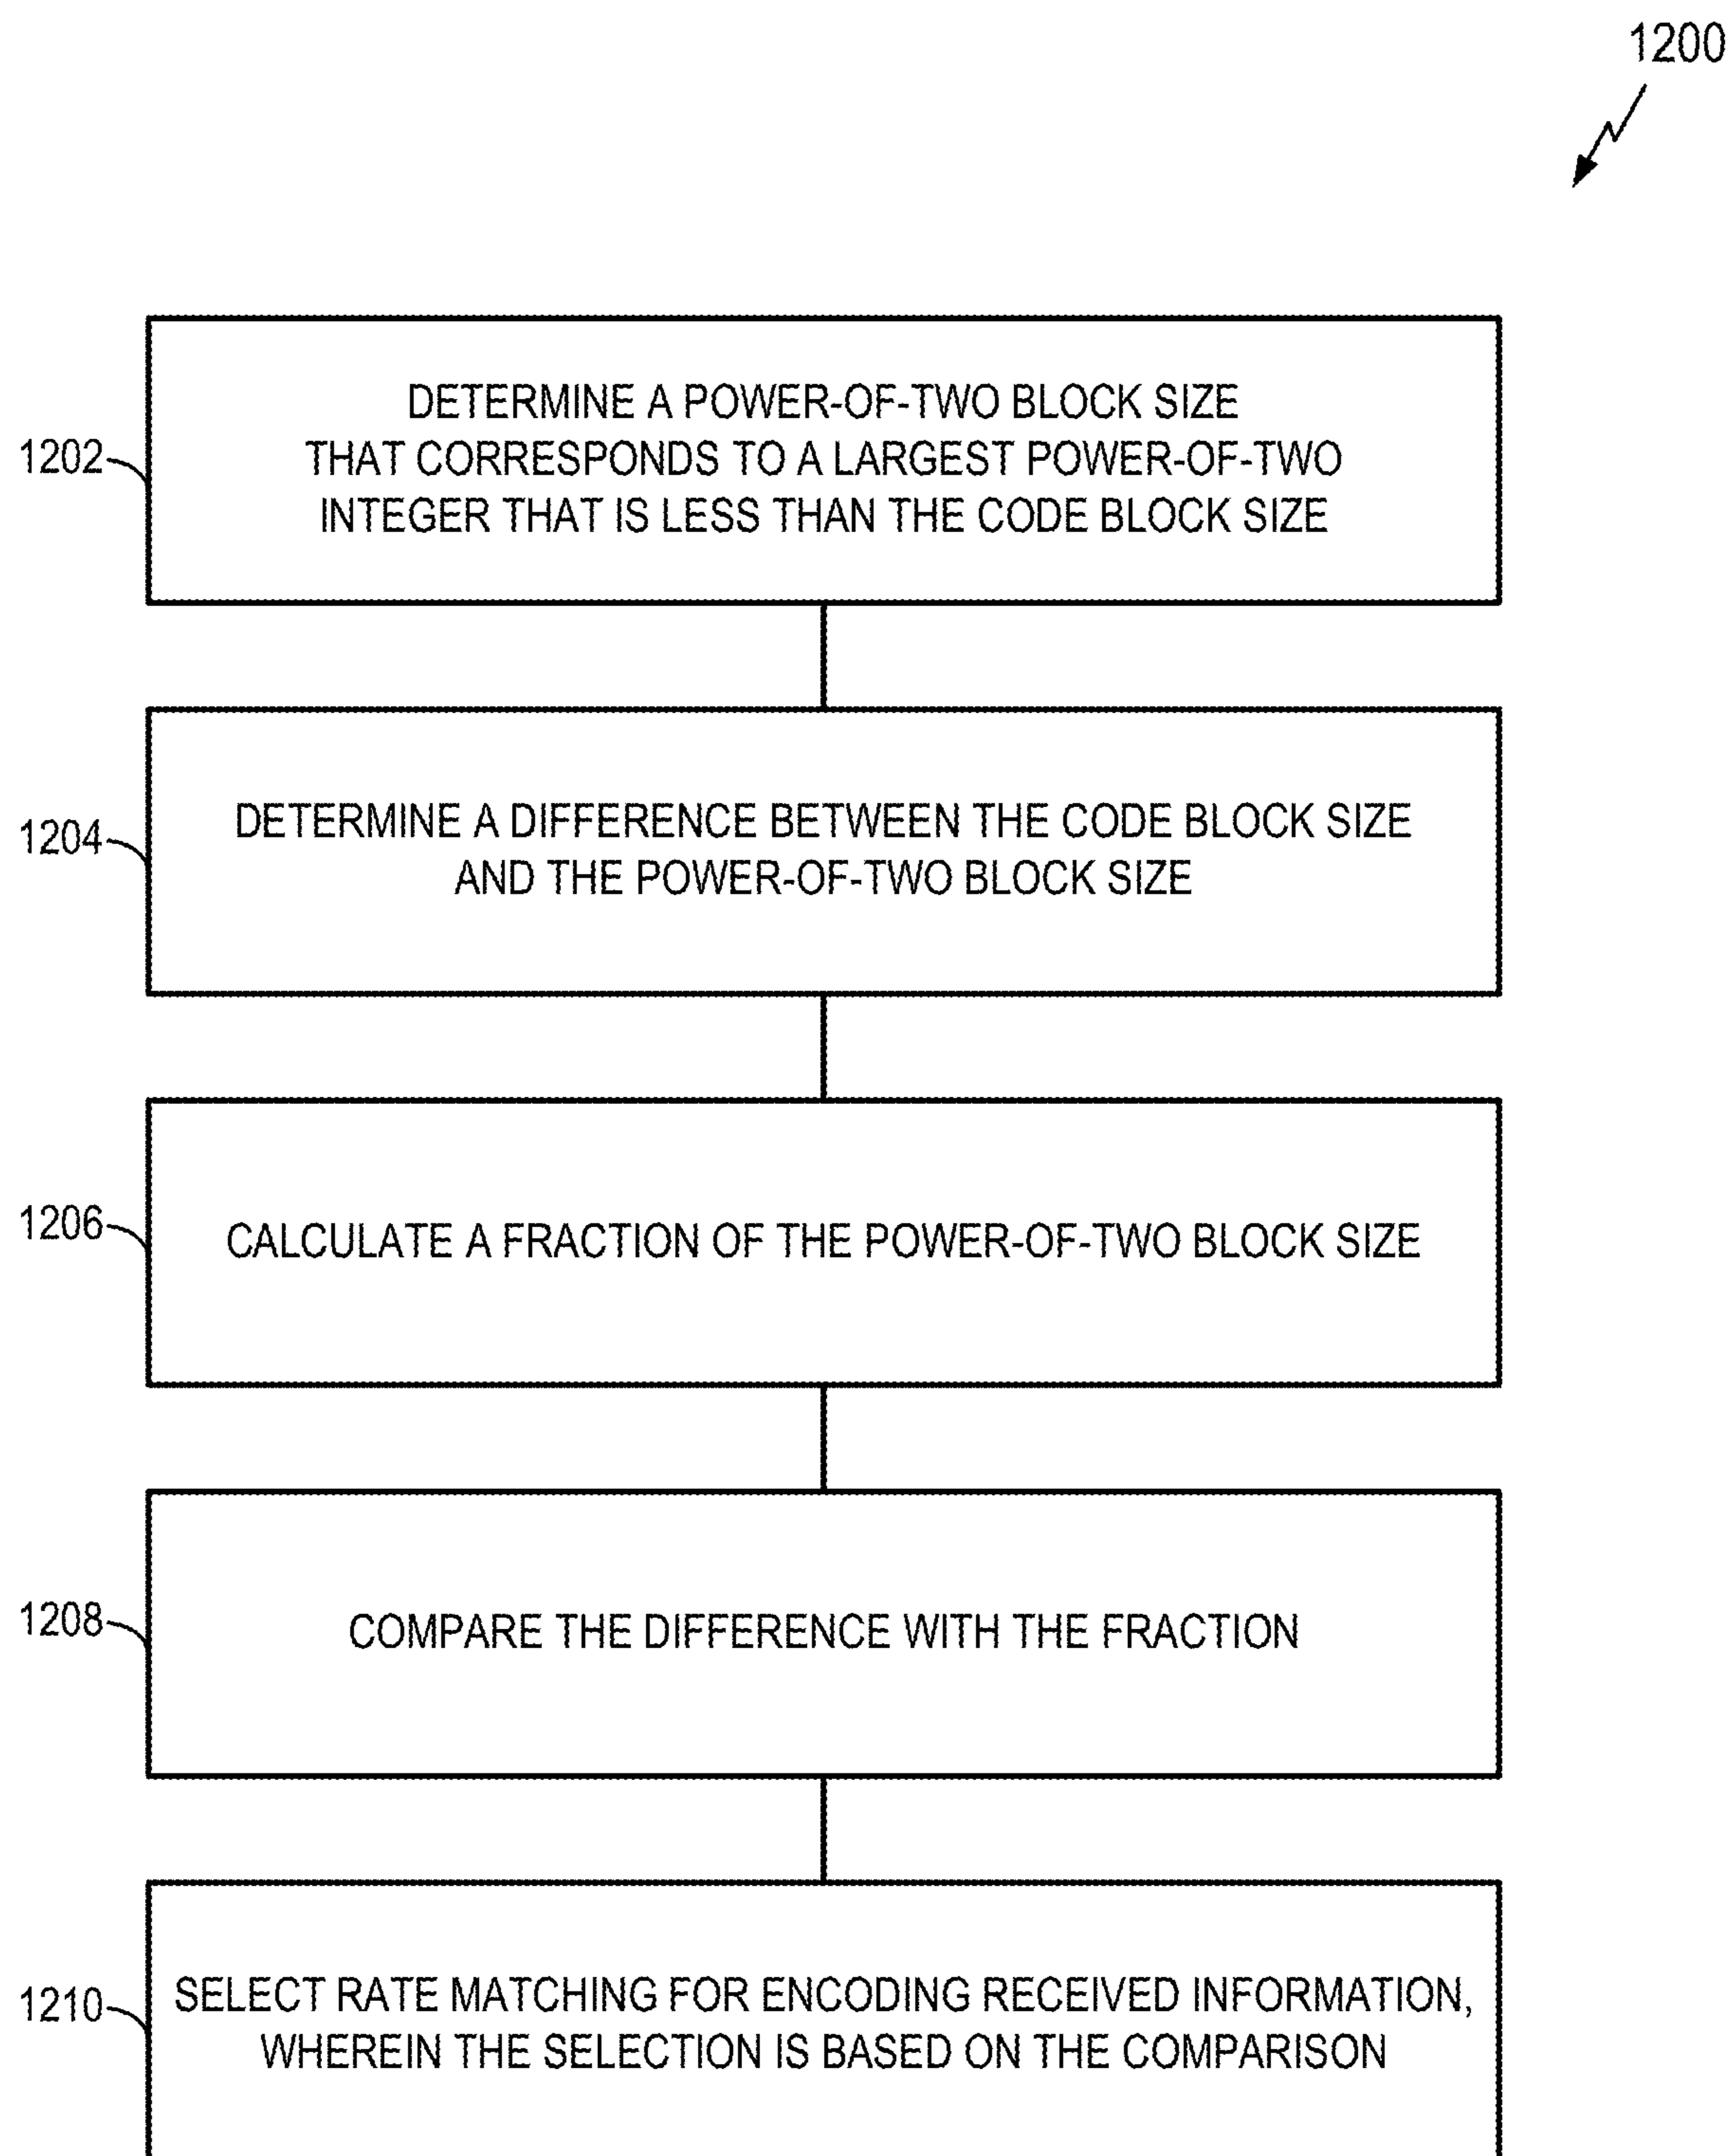 1200
1202
DETERMINE A POWER-OF-TWO BLOCK SIZE
THAT CORRESPONDS TO A LARGEST POWER-OF-TWO
INTEGER THAT IS LESS THAN THE CODE BLOCK SIZE
1204
DETERMINE A DIFFERENCE BETWEEN THE CODE BLOCK SIZE
AND THE POWER-OF-TWO BLOCK SIZE
1206
CALCULATE A FRACTION OF THE POWER-OF-TWO BLOCK SIZE
1208
COMPARE THE DIFFERENCE WITH THE FRACTION
1210
SELECT RATE MATCHING FOR ENCODING RECEIVED INFORMATION,
WHEREIN THE SELECTION IS BASED ON THE COMPARISON